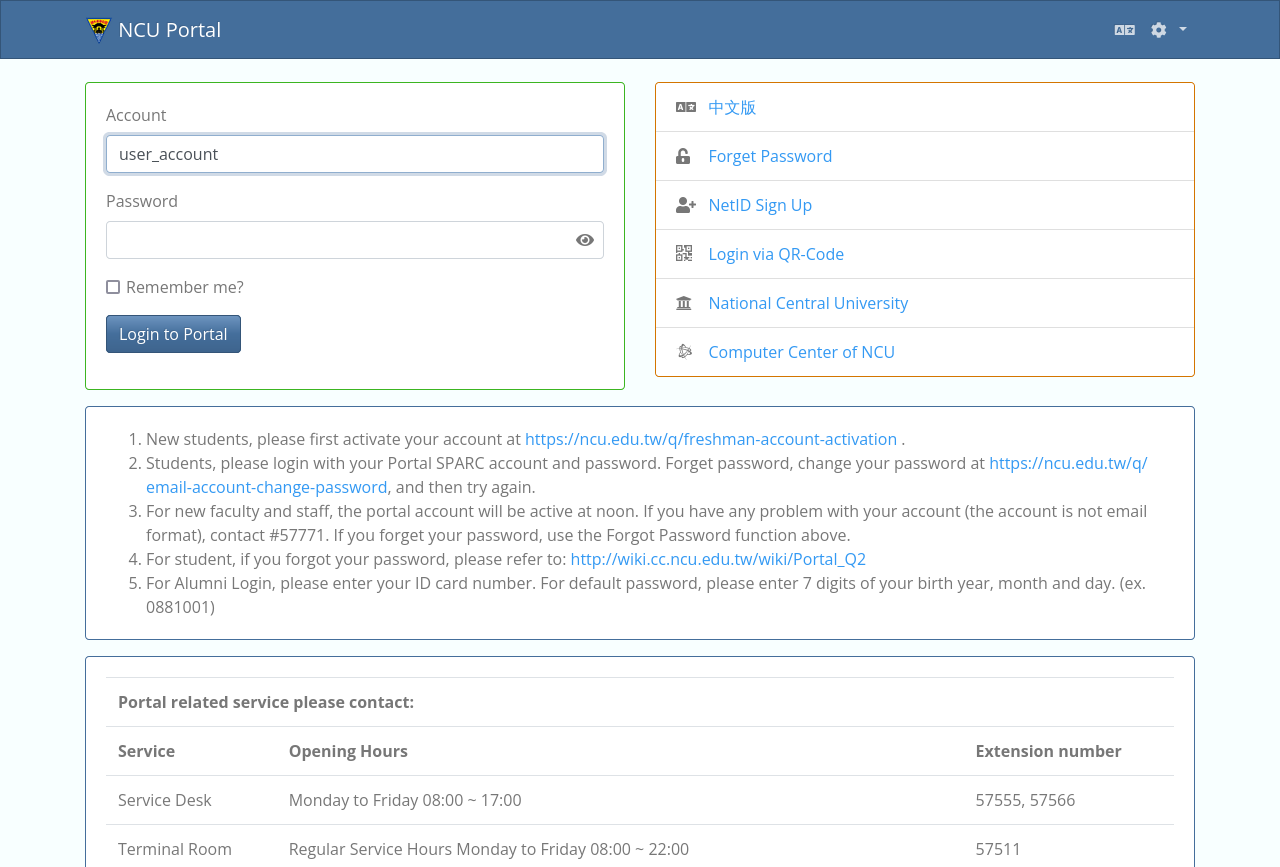 NCU Portal
Account
user_account
Password
Remember me?
Login to Portal
中文版
Forget Password
NetID Sign Up
Login via QR-Code
National Central University
Computer Center of NCU
1. New students, please first activate your account at https://ncu.edu.tw/q/freshman-account-activation .
2. Students, please login with your Portal SPARC account and password. Forget password, change your password at https://ncu.edu.tw/q/
email-account-change-password, and then try again.
3. For new faculty and staff, the portal account will be active at noon. If you have any problem with your account (the account is not email
format), contact #57771. If you forget your password, use the Forgot Password function above.
4. For student, if you forgot your password, please refer to: http://wiki.cc.ncu.edu.tw/wiki/Portal_Q2
5. For Alumni Login, please enter your ID card number. For default password, please enter 7 digits of your birth year, month and day. (ex.
0881001)
Portal related service please contact:
Service Opening Hours Extension number
Service Desk Monday to Friday 08:00 ~ 17:00 57555, 57566
Terminal Room Regular Service Hours Monday to Friday 08:00 ~ 22:00 57511